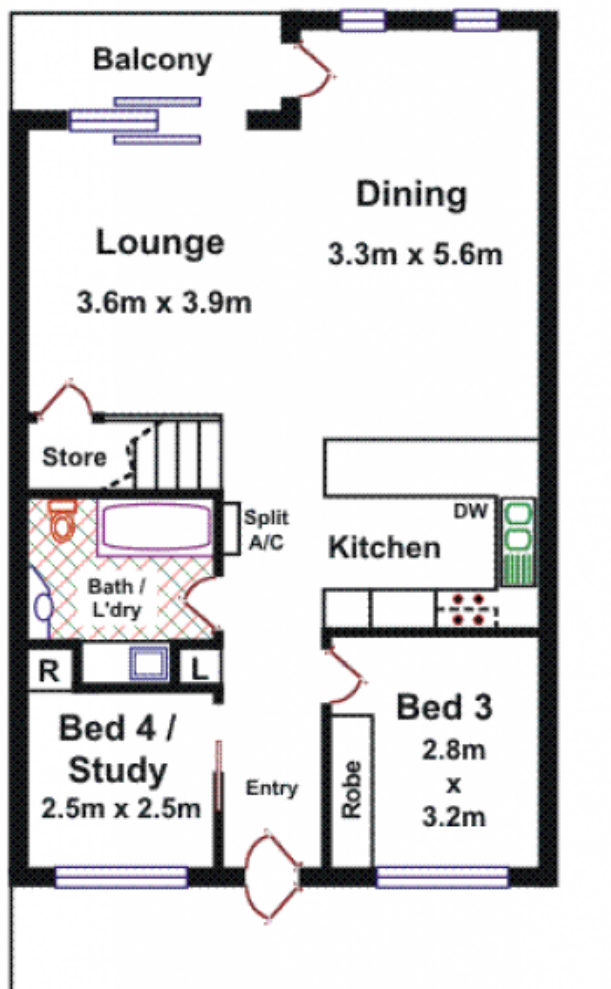 Balcony
Dining
3.3m x 5.6m
Lounge
3.6m x 3.9m
Store
Split
A/C
DW
Kitchen
Bath /
L'dry
R
L
Bed 4 /
Study
2.5m x 2.5m
Entry
Robe
Bed 3
2.8m
x
3.2m